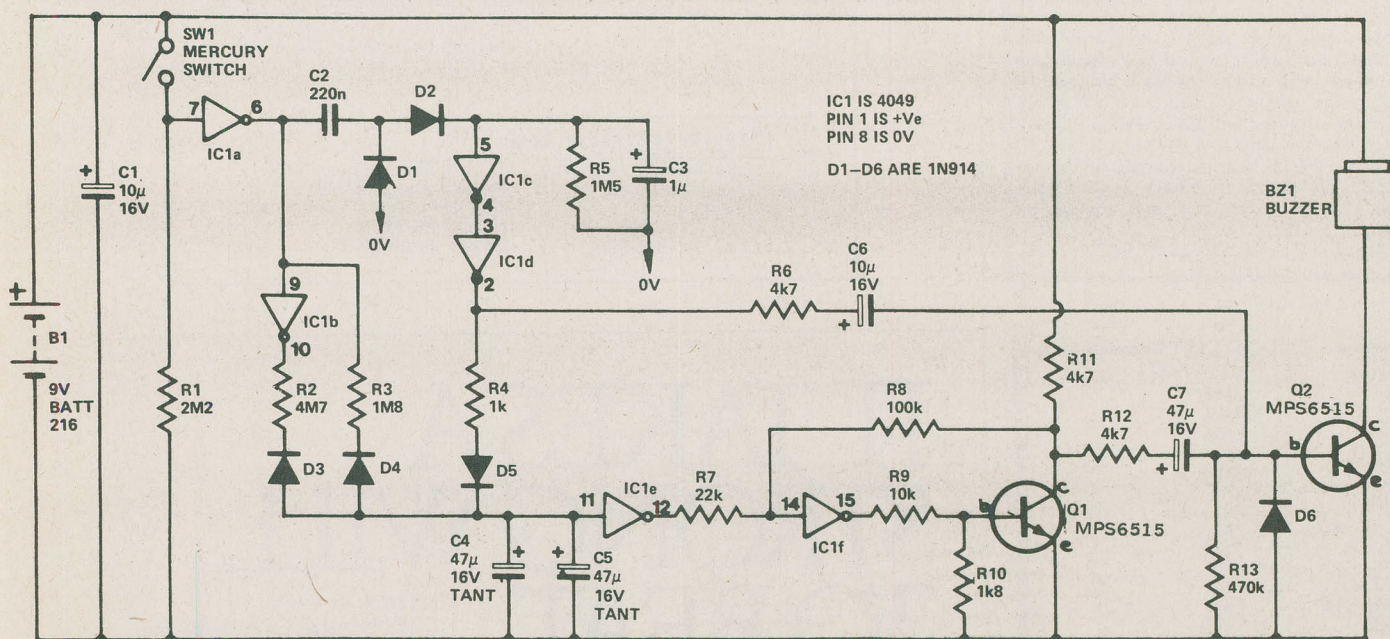 SW1
MERCURY
SWITCH
C2
220n
D2
7
6
IC1a
IC1 IS 4049
PIN 1 IS +Ve
PIN 8 IS 0V
D1–D6 ARE 1N914
+
C1
10μ
16V
D1
0V
5
IC1c
4
3
IC1d
2
R5
1M5
+
C3
1μ
0V
BZ1
BUZZER
9
IC1b
10
R6
4k7
C6
10μ
16V
+
+
B1
9V
BATT
216
R1
2M2
R2
4M7
R3
1M8
R4
1k
R11
4k7
R8
100k
R12
4k7
C7
47μ
16V
+
Q2
MPS6515
b
c
e
D3
D4
D5
11
IC1e
12
R7
22k
14
15
IC1f
R9
10k
b
c
e
Q1
MPS6515
D6
C4
47μ
16V
TANT
+
+
C5
47μ
16V
TANT
R10
1k8
R13
470k